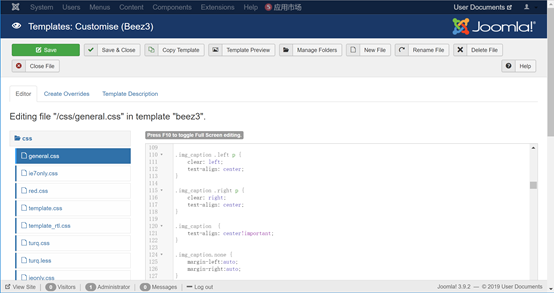 System Users Menus Content Components Extensions Help S 应用市场 User Documents
Templates: Customise (Beez3) Joomla!®
Save Save & Close Copy Template Template Preview Manage Folders New File Rename File Delete File
Close File Help
Editor Create Overrides Template Description
Editing file "/css/general.css" in template "beez3".
css
general.css
ie7only.css
red.css
template.css
template_rtl.css
turq.css
turq.less
ieonly.css
Press F10 to toggle Full Screen editing.
109
110 .img_caption .left p {
111 clear: left;
112 text-align: center;
113 }
114
115 .img_caption .right p {
116 clear: right;
117 text-align: center;
118 }
119
120 .img_caption {
121 text-align: center!important;
122 }
123
124 .img_caption.none {
125 margin-left:auto;
126 margin-right:auto;
127 }
View Site 0 Visitors 1 Administrator 0 Messages Log out Joomla! 3.9.2 — © 2019 User Documents